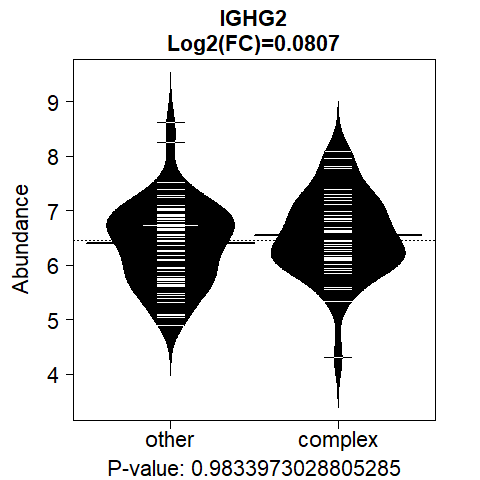 IGHG2
Log2(FC)=0.0807
Abundance
9
8
7
6
5
4
other complex
P-value: 0.9833973028805285